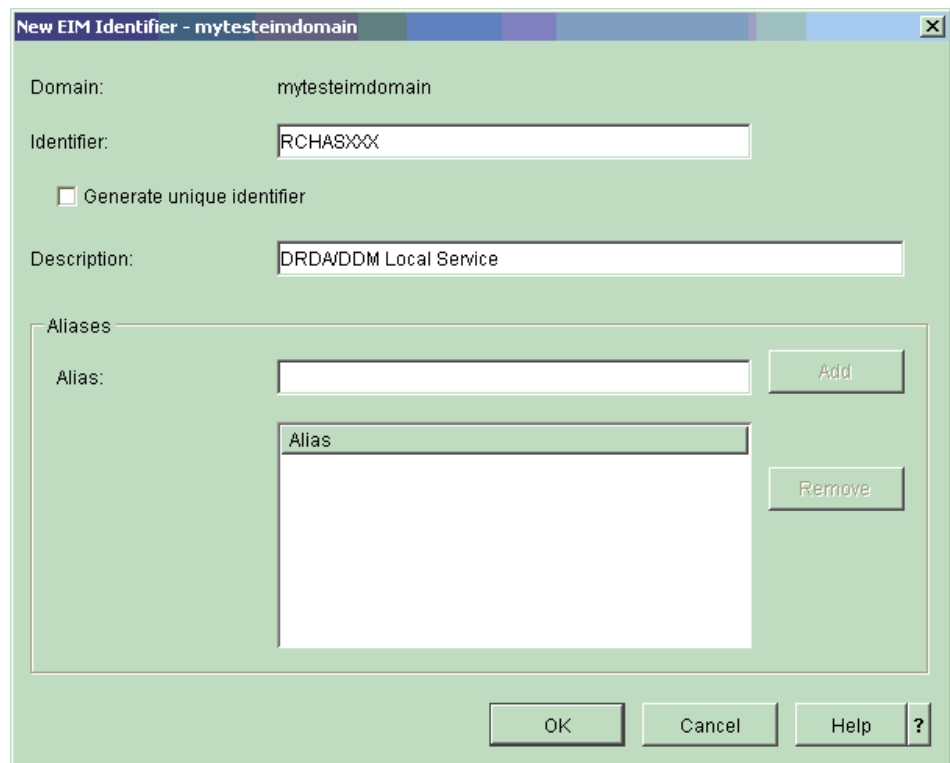 New EIM Identifier - mytesteimdomain
Domain: mytesteimdomain
Identifier: RCHASXXX
Generate unique identifier
Description: DRDA/DDM Local Service
Aliases
Alias: Add
Alias
Remove
OK Cancel Help ?